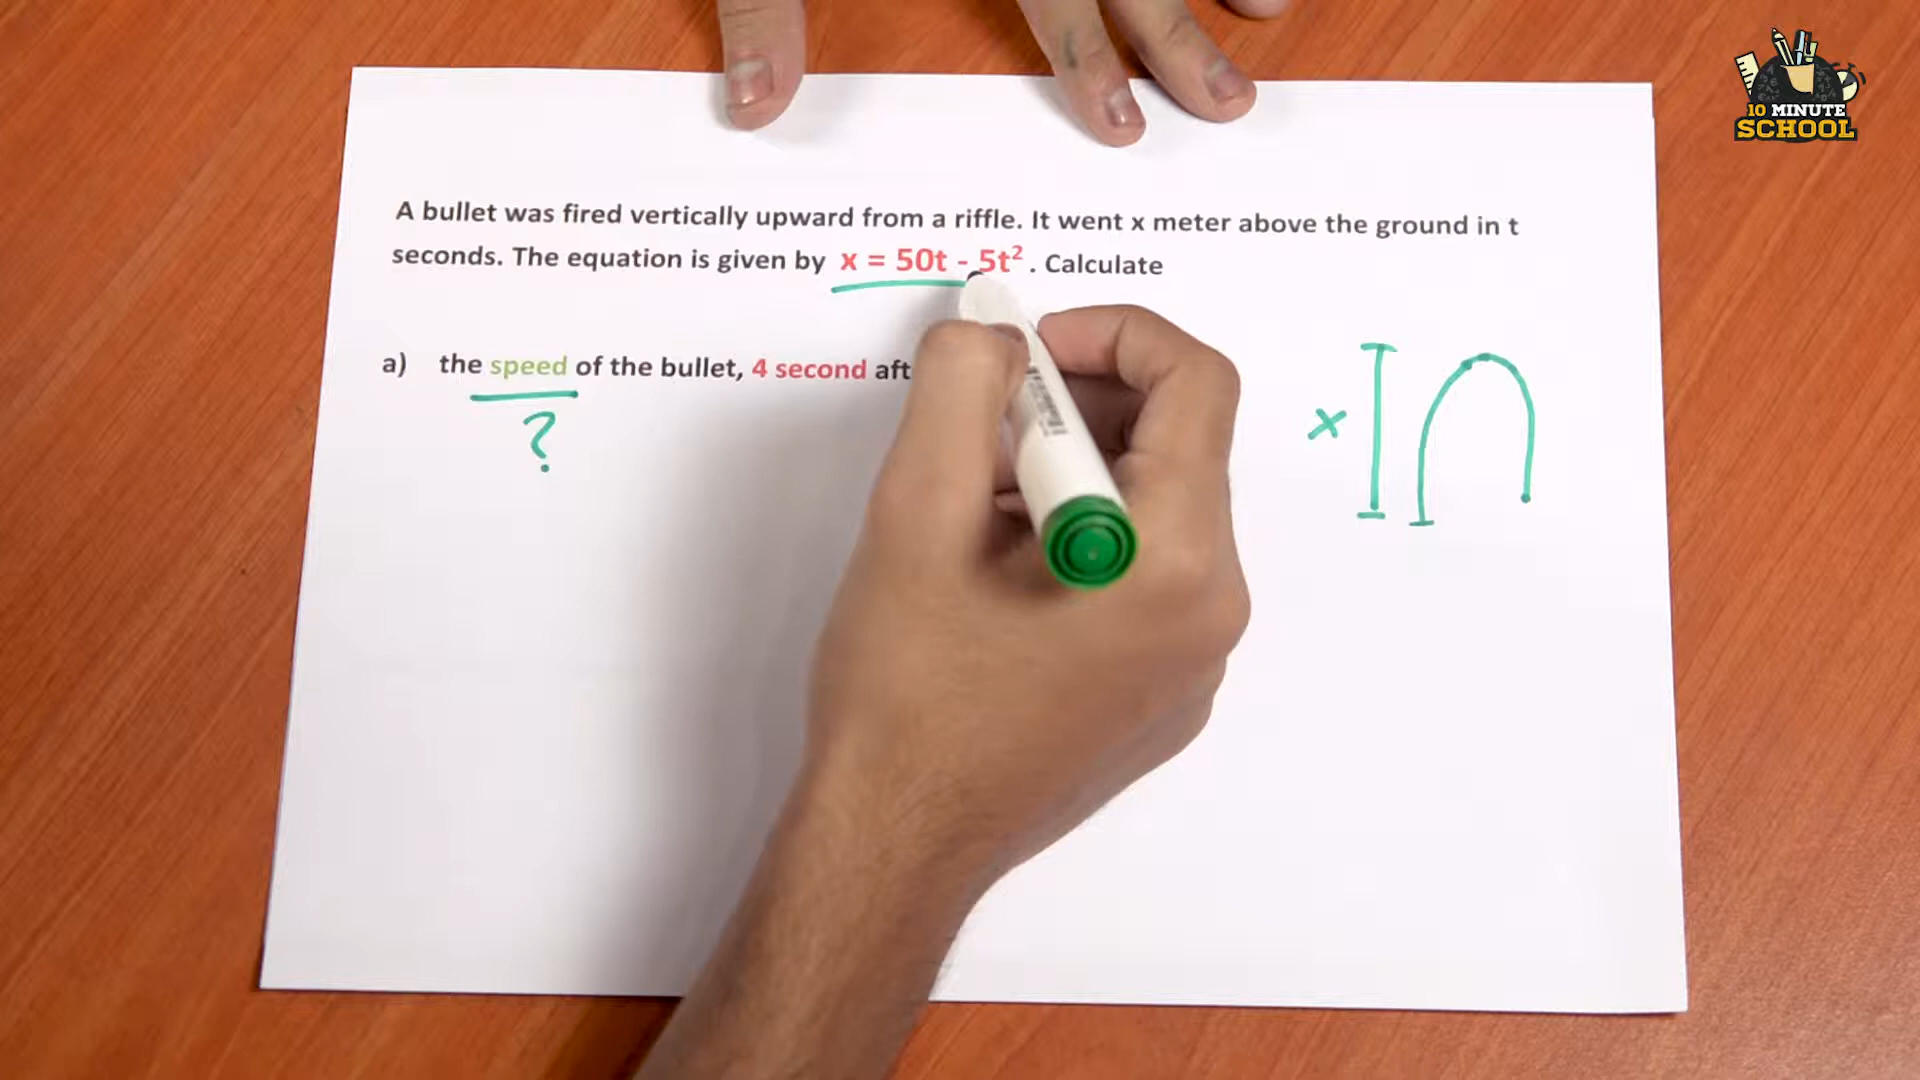 10 MINUTE
SCHOOL
A bullet was fired vertically upward from a riffle. It went x meter above the ground in t
seconds. The equation is given by x = 50t - 5t². Calculate
a) the speed of the bullet, 4 second
?
x